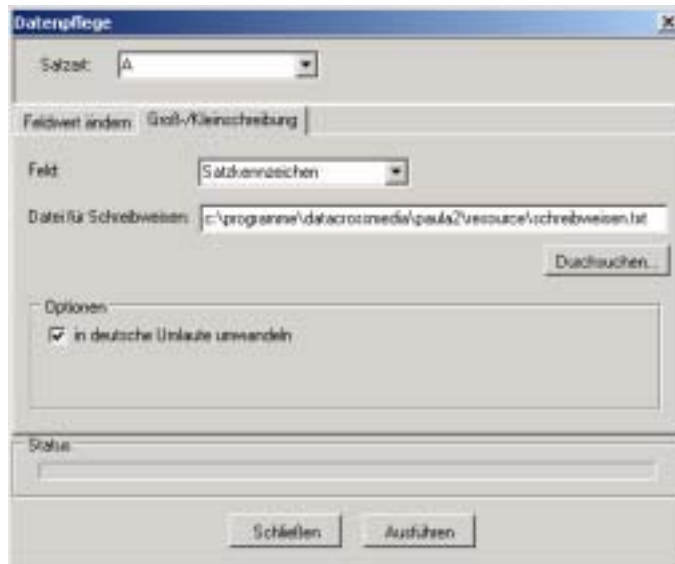 Datenpflege
Satzart: A
Feldwert ändern Groß-/Kleinschreibung
Feld: Satzkennzeichen
Datei für Schreibweisen: c:\programme\datacrossmedia\paula2\resource\schreibweisen.txt
Durchsuchen...
Optionen
in deutsche Umlaute umwandeln
Status
Schließen Ausführen